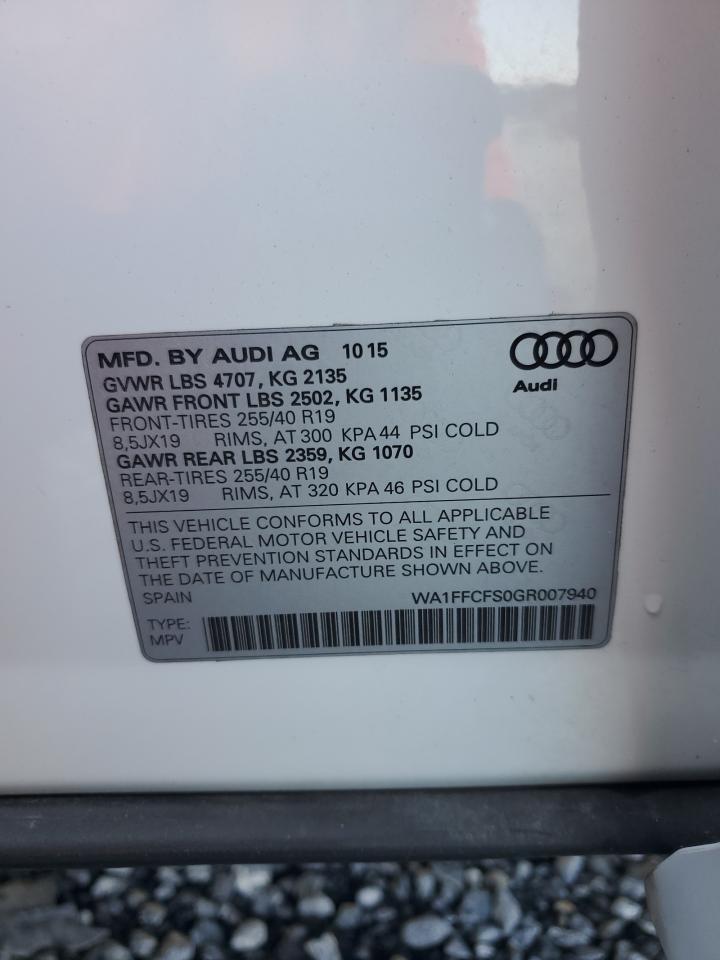 MFD. BY AUDI AG 10 15
Audi
GVWR LBS 4707, KG 2135
GAWR FRONT LBS 2502, KG 1135
FRONT-TIRES 255/40 R19
8,5JX19 RIMS, AT 300 KPA 44 PSI COLD
GAWR REAR LBS 2359, KG 1070
REAR-TIRES 255/40 R19
8,5JX19 RIMS, AT 320 KPA 46 PSI COLD
THIS VEHICLE CONFORMS TO ALL APPLICABLE
U.S. FEDERAL MOTOR VEHICLE SAFETY AND
THEFT PREVENTION STANDARDS IN EFFECT ON
THE DATE OF MANUFACTURE SHOWN ABOVE.
SPAIN WA1FFCFS0GR007940
TYPE:
MPV